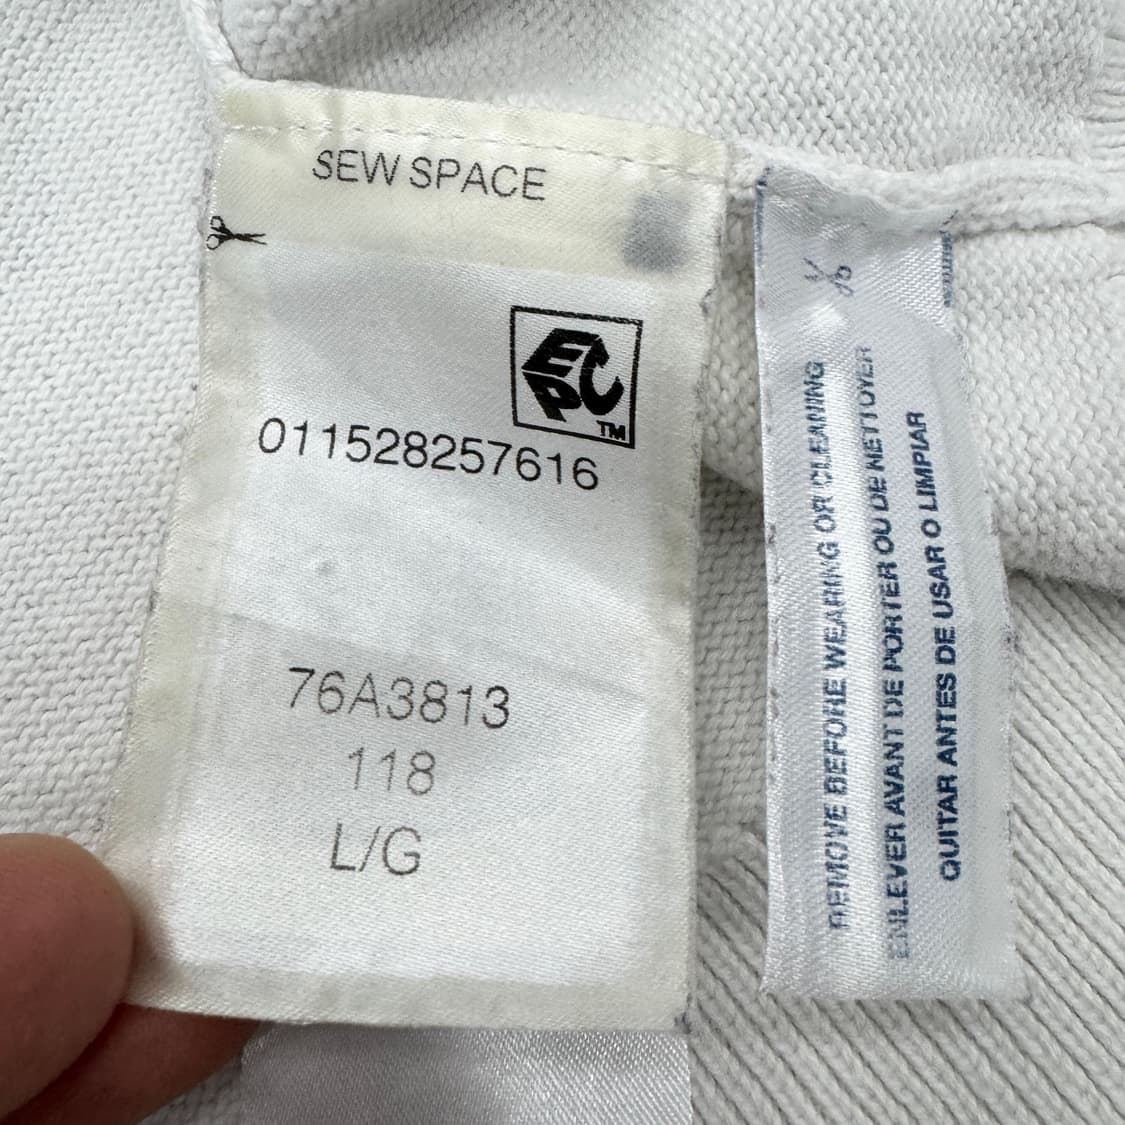 SEW SPACE
EPC
TM
011528257616
76A3813
118
L/G
REMOVE BEFORE WEARING OR CLEANING
ENLEVER AVANT DE PORTER OU DE NETTOYER
QUITAR ANTES DE USAR O LIMPIAR